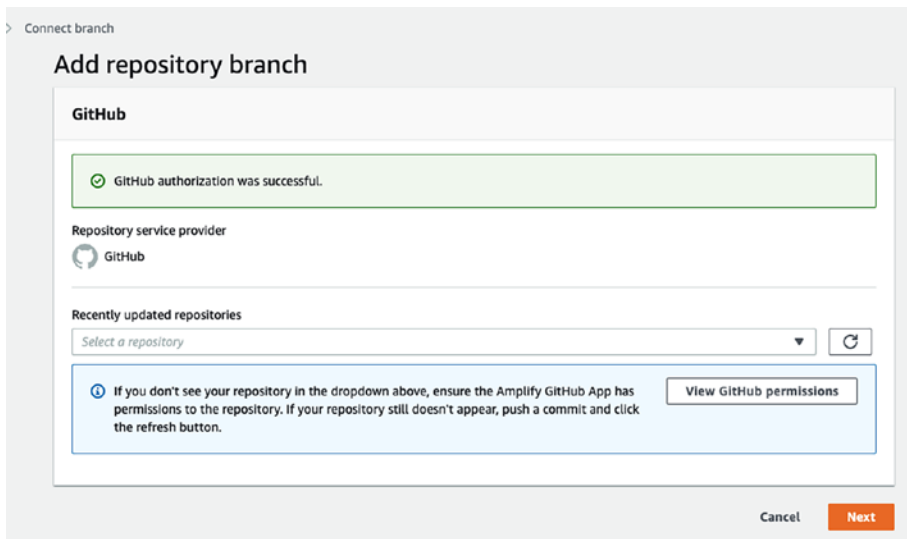 Connect branch
Add repository branch
GitHub
GitHub authorization was successful.
Repository service provider
GitHub
Recently updated repositories
Select a repository
If you don't see your repository in the dropdown above, ensure the Amplify GitHub App has
permissions to the repository. If your repository still doesn't appear, push a commit and click
the refresh button.
View GitHub permissions
Cancel
Next